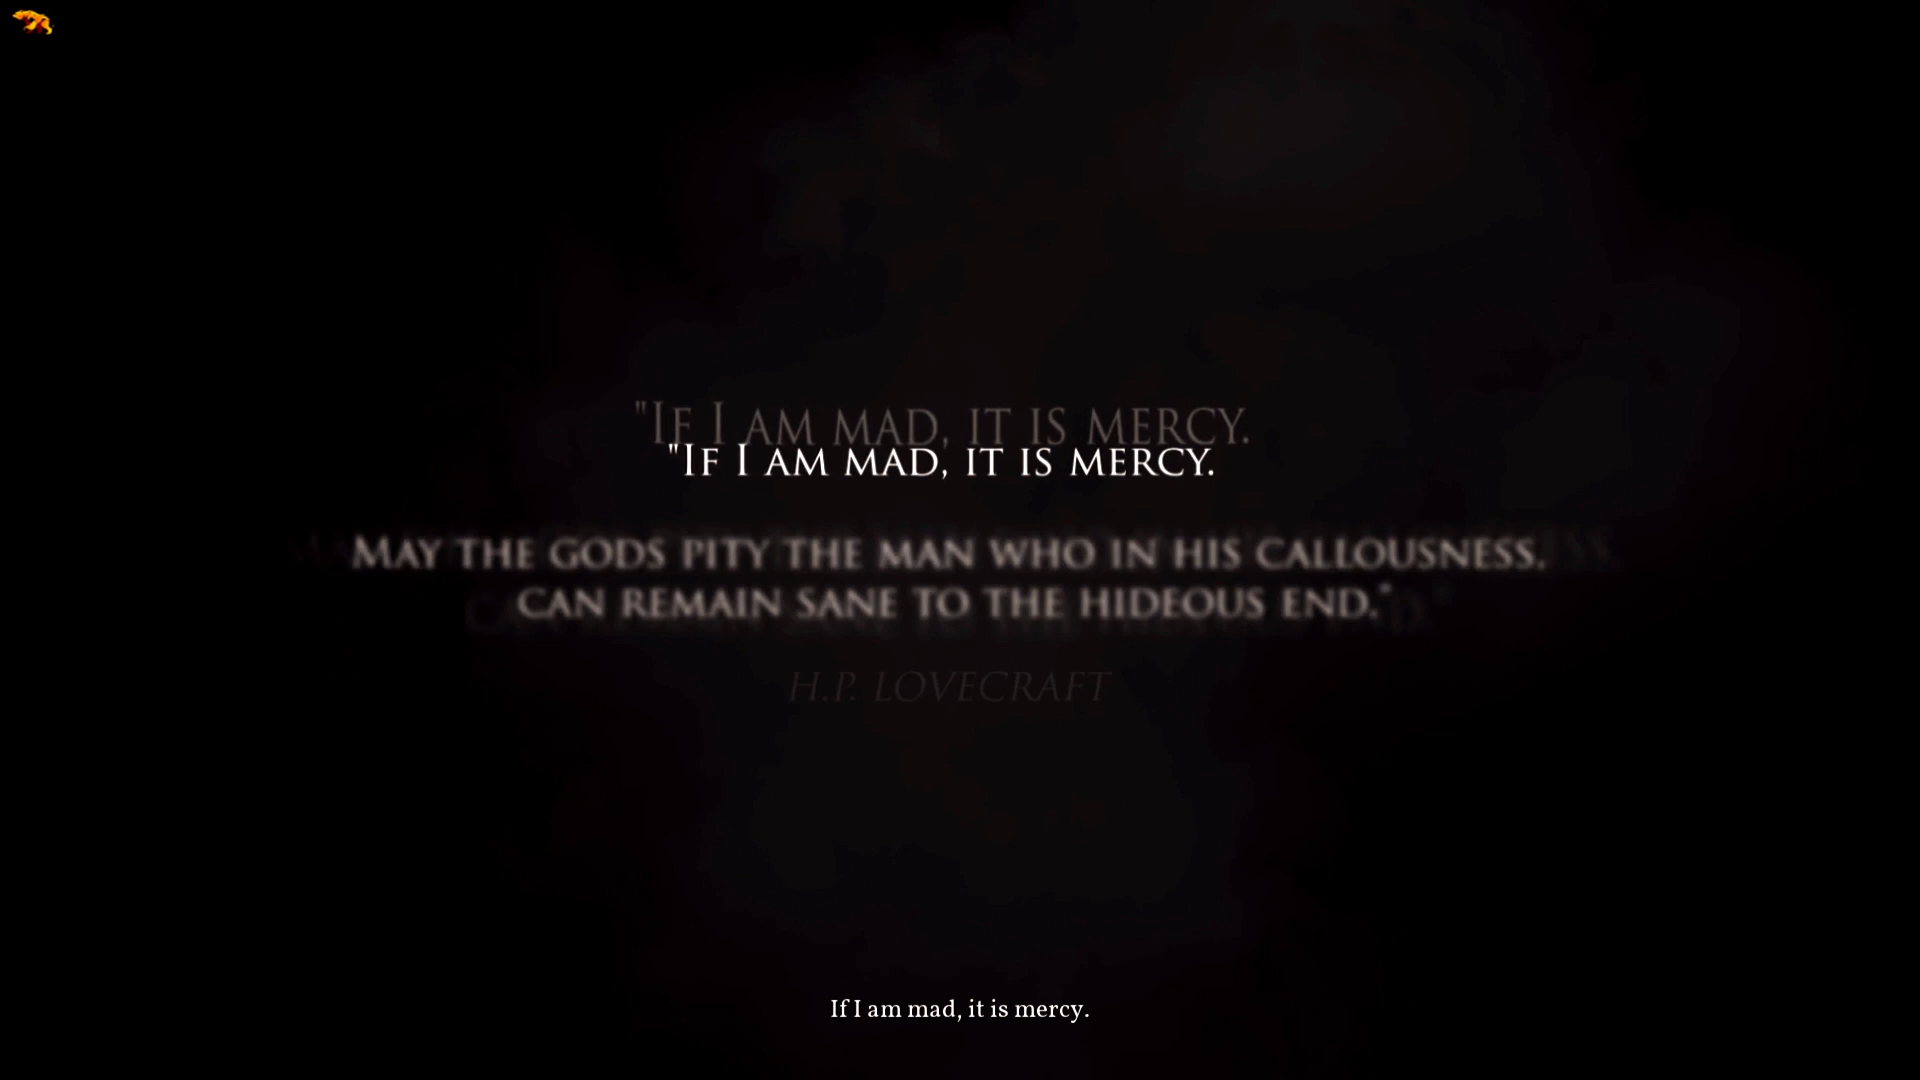 "IF I AM MAD, IT IS MERCY.
"IF I AM MAD, IT IS MERCY.
MAY THE GODS PITY THE MAN WHO IN HIS CALLOUSNESS.
CAN REMAIN SANE TO THE HIDEOUS END."
H.P. LOVECRAFT
If I am mad, it is mercy.